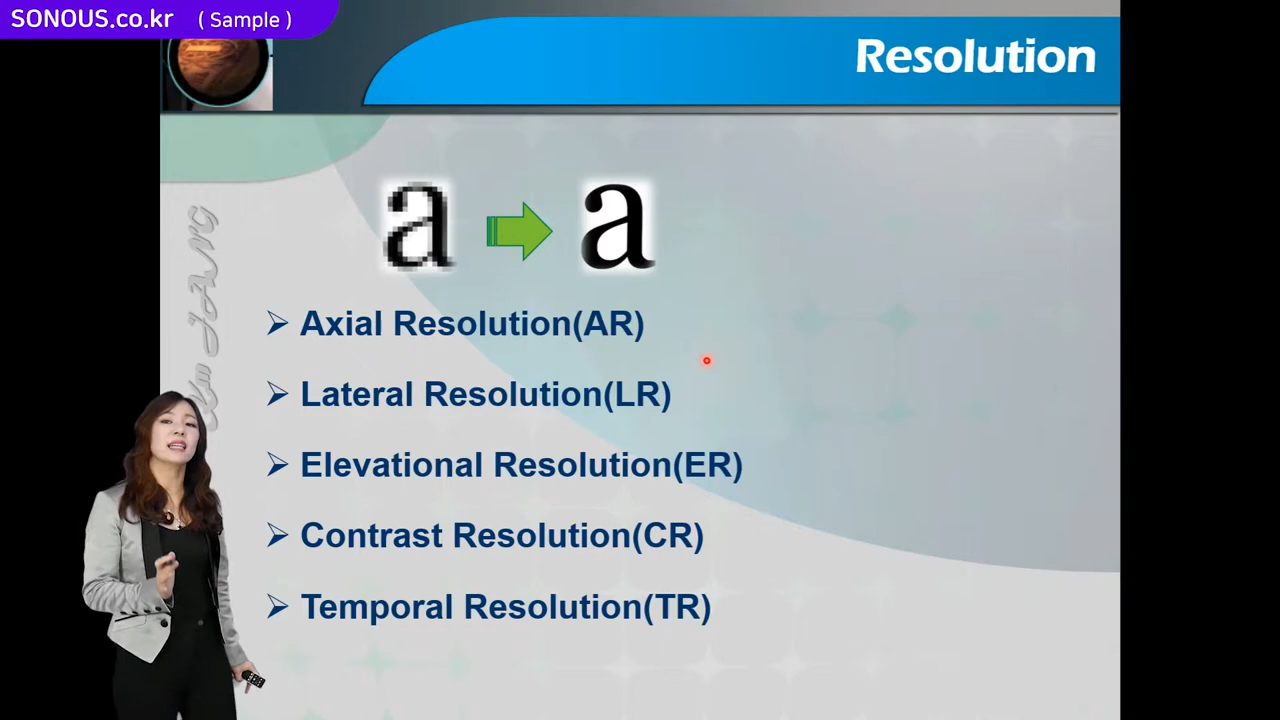 SONOUS.co.kr ( Sample )
Resolution
a a
Axial Resolution(AR)
Lateral Resolution(LR)
Elevational Resolution(ER)
Contrast Resolution(CR)
Temporal Resolution(TR)